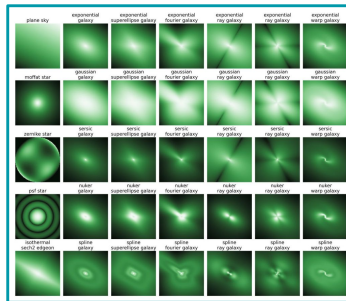 plane sky
exponential
galaxy
exponential
superellipse galaxy
exponential
fourier galaxy
exponential
ray galaxy
exponential
ray galaxy
exponential
warp galaxy
moffat star
gaussian
galaxy
gaussian
superellipse galaxy
gaussian
fourier galaxy
gaussian
ray galaxy
gaussian
ray galaxy
gaussian
warp galaxy
zernike star
sersic
galaxy
sersic
superellipse galaxy
sersic
fourier galaxy
sersic
ray galaxy
sersic
ray galaxy
sersic
warp galaxy
psf star
nuker
galaxy
nuker
superellipse galaxy
nuker
fourier galaxy
nuker
ray galaxy
nuker
ray galaxy
nuker
warp galaxy
isothermal
sech2 edgeon
spline
galaxy
spline
superellipse galaxy
spline
fourier galaxy
spline
ray galaxy
spline
ray galaxy
spline
warp galaxy